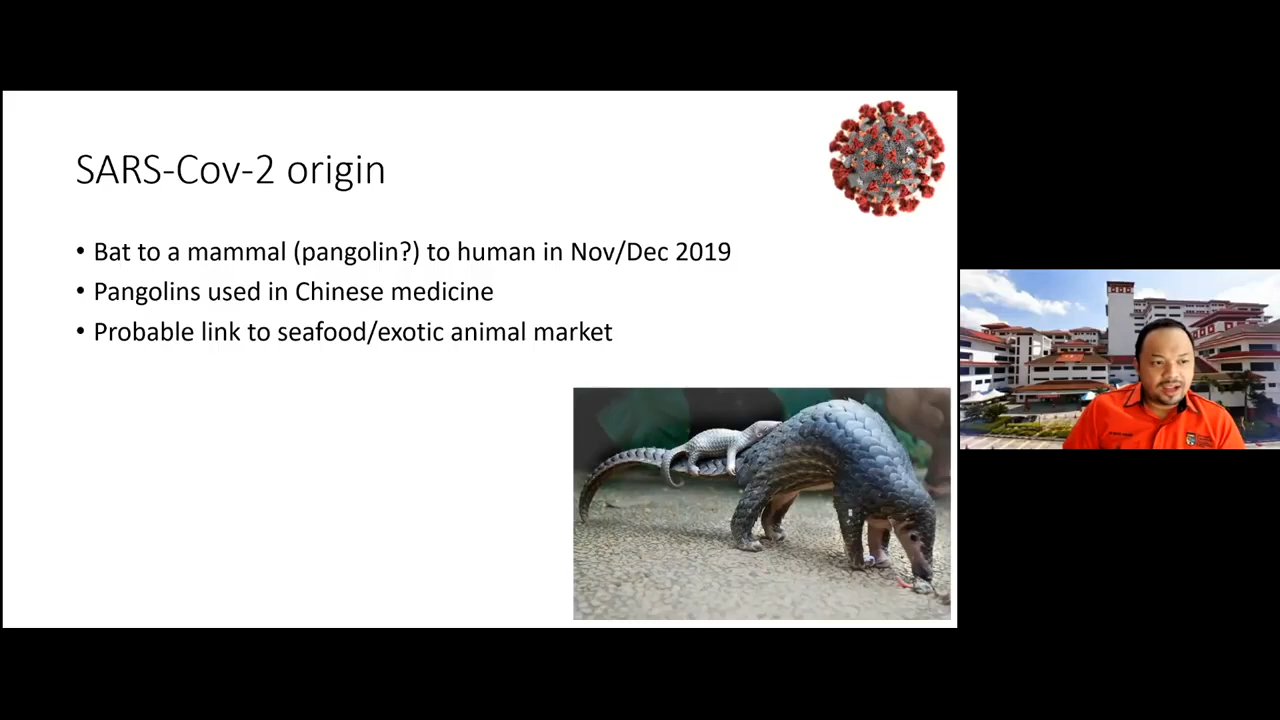 SARS-Cov-2 origin
• Bat to a mammal (pangolin?) to human in Nov/Dec 2019
• Pangolins used in Chinese medicine
• Probable link to seafood/exotic animal market